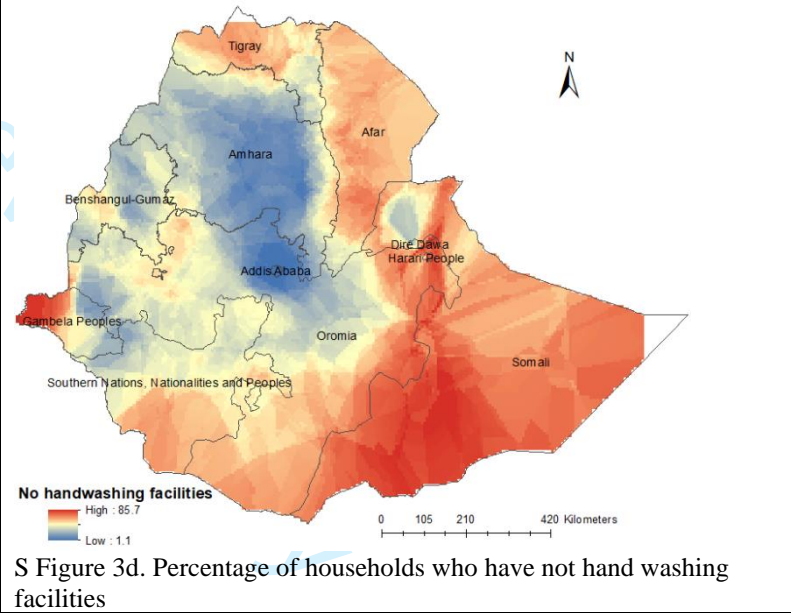 Tigray
N
Afar
Amhara
Benshangul-Gumaz
Dire Dawa
Harari People
Addis Ababa
Gambela Peoples
Oromia
Somali
Southern Nations, Nationalities and Peoples
No handwashing facilities
High : 85.7
Low : 1.1
0 105 210 420 Kilometers
S Figure 3d. Percentage of households who have not hand washing
facilities